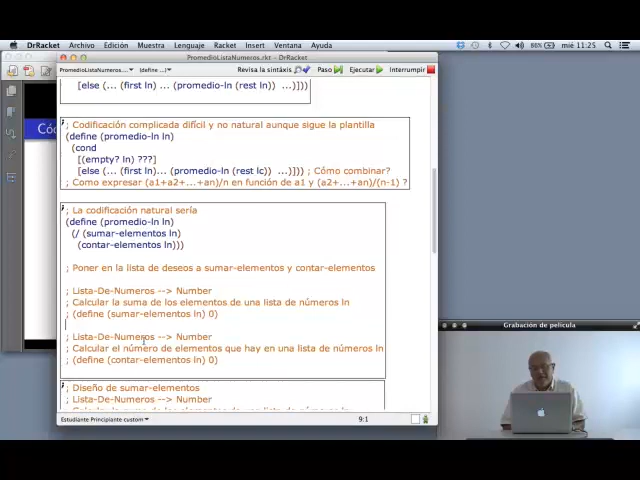 DrRacket Archivo Edición Muestra Lenguaje Racket Insert Ventana Ayuda 86% mié 11:25
PromedioListaNumeros.rkt - DrRacket
PromedioListaNumeros.... (define ...) Revisa la sintáxis Paso Ejecutar Interrumpir
[else (... (first ln) ... (promedio-ln (rest ln)) ...)]))
; Codificación complicada difícil y no natural aunque sigue la plantilla
(define (promedio-ln ln)
(cond
[(empty? ln) ???]
[else (... (first ln)... (promedio-ln (rest lc)) ...)])) ; Cómo combinar?
; Como expresar (a1+a2+...+an)/n en función de a1 y (a2+...+an)/(n-1) ?
; La codificación natural sería
(define (promedio-ln ln)
(/ (sumar-elementos ln)
(contar-elementos ln)))
; Poner en la lista de deseos a sumar-elementos y contar-elementos
; Lista-De-Numeros --> Number
; Calcular la suma de los elementos de una lista de números ln
; (define (sumar-elementos ln) 0)
; Lista-De-Numeros --> Number
; Calcular el número de elementos que hay en una lista de números ln
; (define (contar-elementos ln) 0)
; Diseño de sumar-elementos
; Lista-De-Numeros --> Number
Estudiante Principiante custom 9:1
Grabación de película